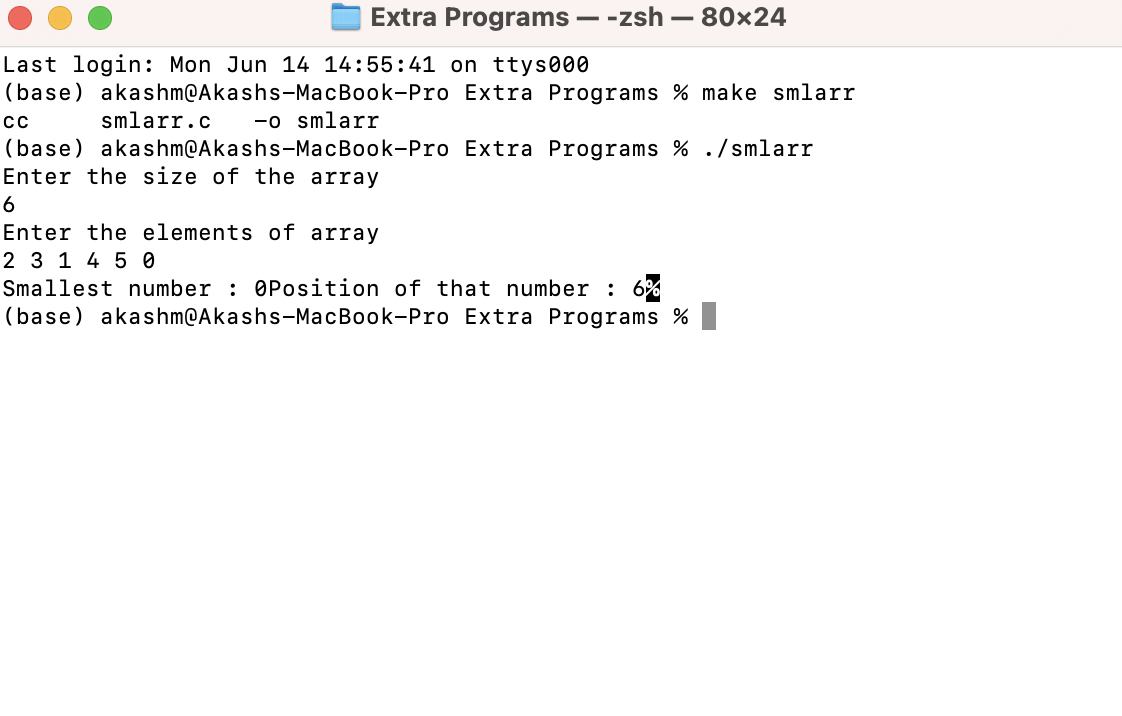 Extra Programs — -zsh — 80×24
Last login: Mon Jun 14 14:55:41 on ttys000
(base) akashm@Akashs-MacBook-Pro Extra Programs % make smlarr
cc     smlarr.c   -o smlarr
(base) akashm@Akashs-MacBook-Pro Extra Programs % ./smlarr
Enter the size of the array
6
Enter the elements of array
2 3 1 4 5 0
Smallest number : 0Position of that number : 6%
(base) akashm@Akashs-MacBook-Pro Extra Programs %